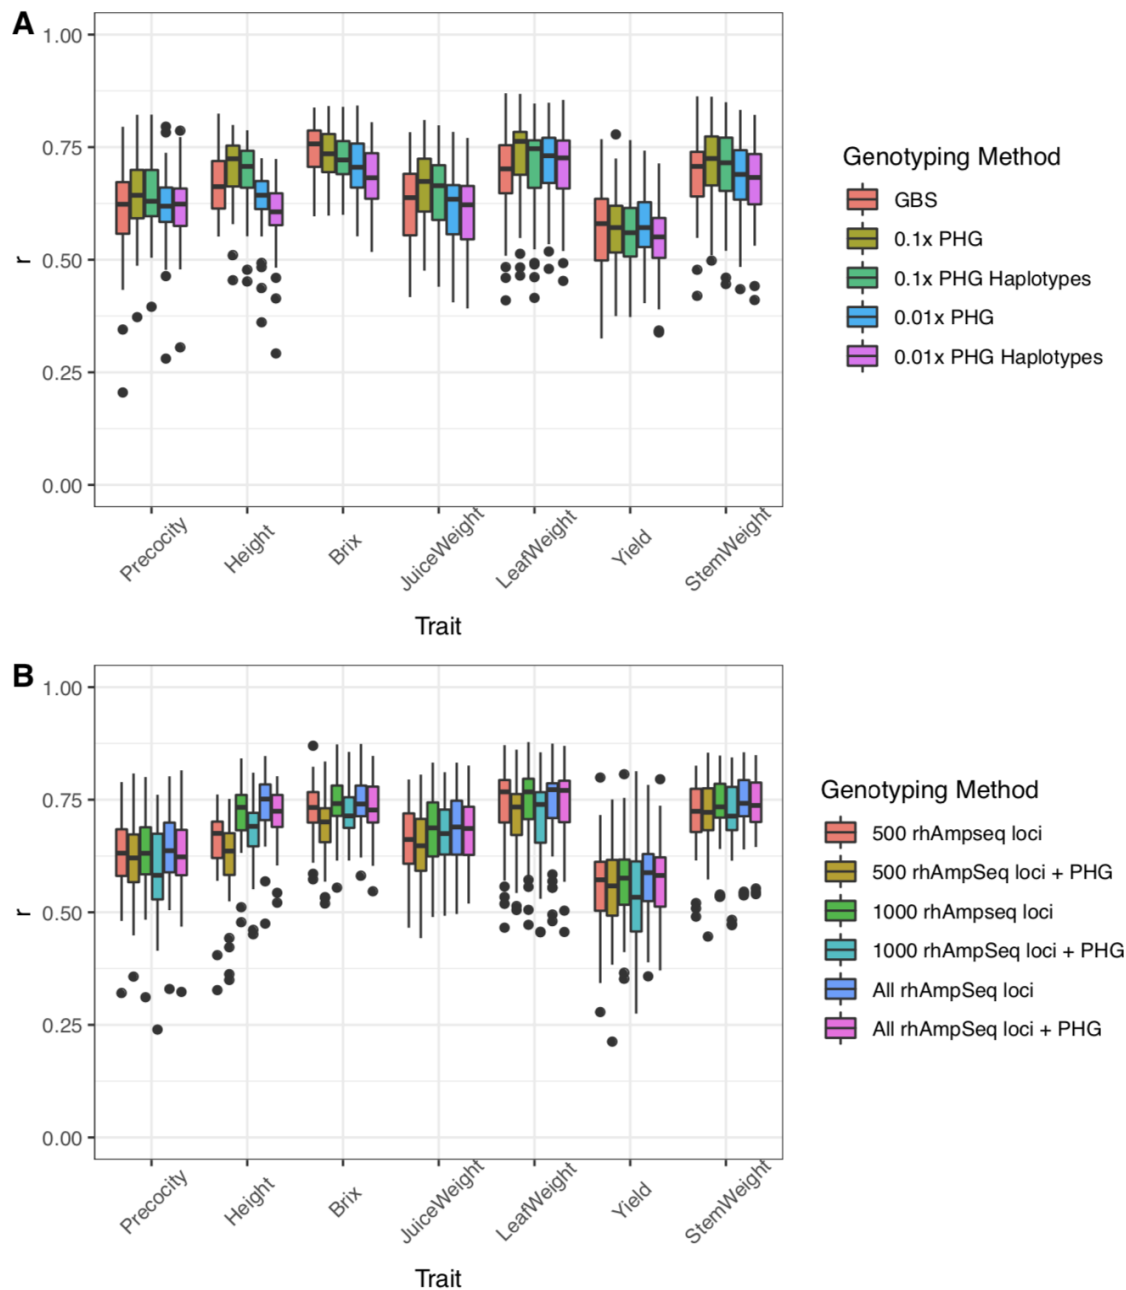 A
1.00
0.75
0.50
0.25
0.00
r
Precocity
Height
Brix
JuiceWeight
LeafWeight
Yield
StemWeight
Trait
Genotyping Method
GBS
0.1x PHG
0.1x PHG Haplotypes
0.01x PHG
0.01x PHG Haplotypes
B
1.00
0.75
0.50
0.25
0.00
r
Precocity
Height
Brix
JuiceWeight
LeafWeight
Yield
StemWeight
Trait
Genotyping Method
500 rhAmpseq loci
500 rhAmpSeq loci + PHG
1000 rhAmpseq loci
1000 rhAmpSeq loci + PHG
All rhAmpSeq loci
All rhAmpSeq loci + PHG